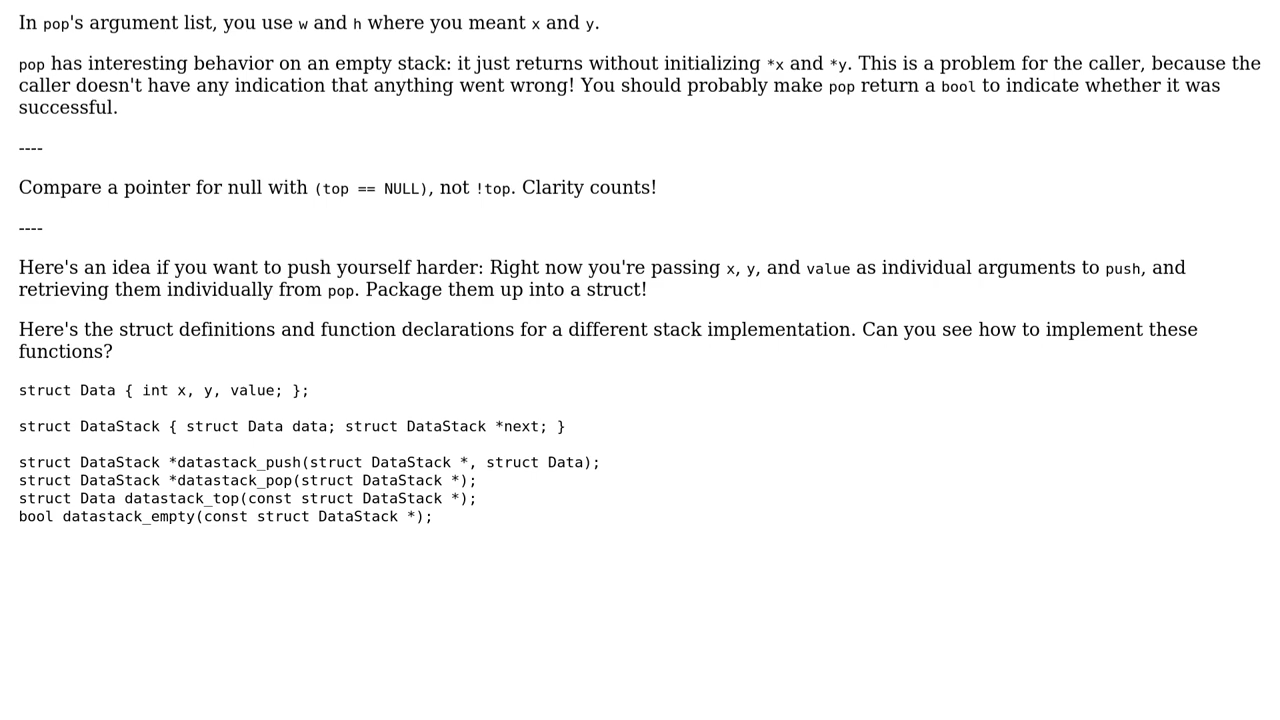 In pop's argument list, you use w and h where you meant x and y.
pop has interesting behavior on an empty stack: it just returns without initializing *x and *y. This is a problem for the caller, because the
caller doesn't have any indication that anything went wrong! You should probably make pop return a bool to indicate whether it was
successful.
----
Compare a pointer for null with (top == NULL), not !top. Clarity counts!
----
Here's an idea if you want to push yourself harder: Right now you're passing x, y, and value as individual arguments to push, and
retrieving them individually from pop. Package them up into a struct!
Here's the struct definitions and function declarations for a different stack implementation. Can you see how to implement these
functions?
struct Data { int x, y, value; };
struct DataStack { struct Data data; struct DataStack *next; }
struct DataStack *datastack_push(struct DataStack *, struct Data);
struct DataStack *datastack_pop(struct DataStack *);
struct Data datastack_top(const struct DataStack *);
bool datastack_empty(const struct DataStack *);